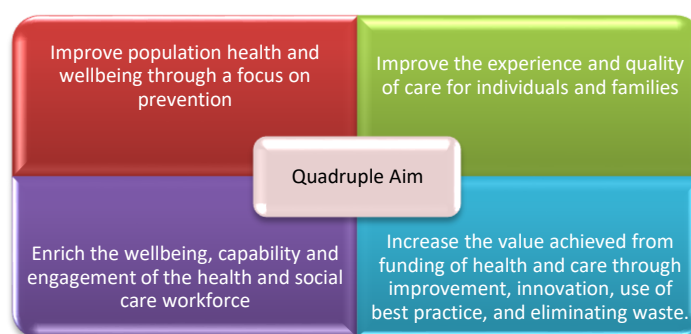 Improve population health and
wellbeing through a focus on
prevention
Improve the experience and quality
of care for individuals and families
Quadruple Aim
Enrich the wellbeing, capability and
engagement of the health and social
care workforce
Increase the value achieved from
funding of health and care through
improvement, innovation, use of
best practice, and eliminating waste.